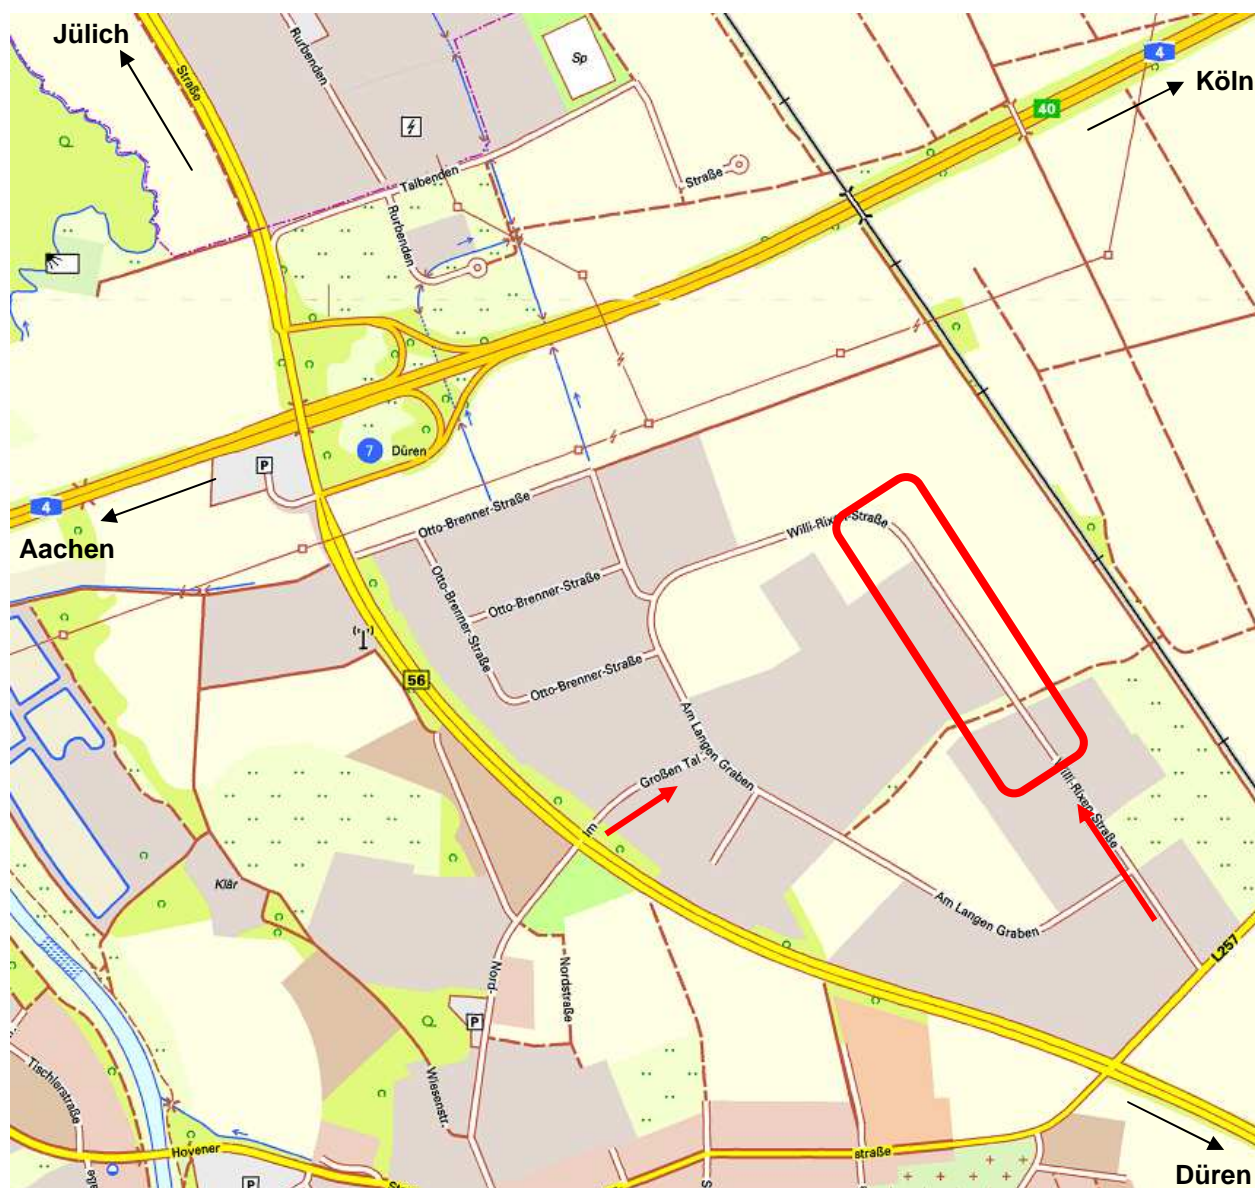 Jülich
Straße
Rurbenden
Sp
4
Köln
40
Talbenden
Straße
Rurbenden
7
Düren
P
4
Aachen
Otto-Brenner-Straße
Willi-Rixen-Straße
Otto-Brenner-Straße
Otto-Brenner-Straße
Otto-Brenner-Straße
56
Am Langen Graben
Großen Tal
Im
Willi-Rixen-Straße
Klär
Am Langen Graben
L257
Nord-
Nordstraße
P
Wiesenstr.
Tischlerstraße
Hovener
straße
P
Düren